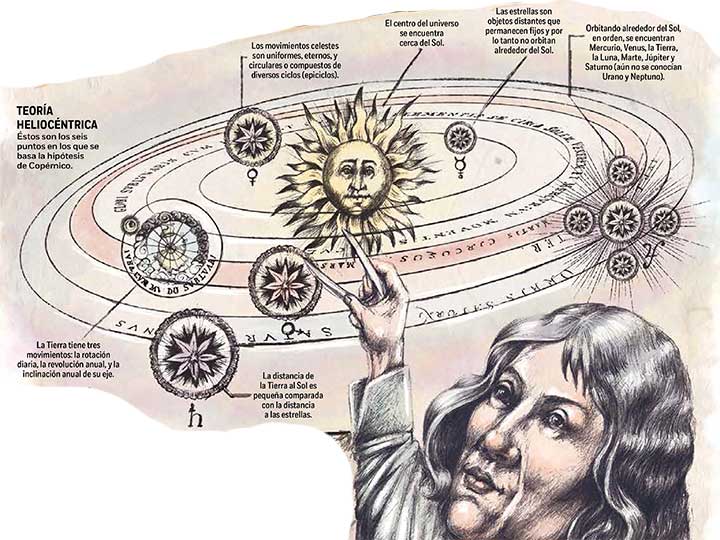 TEORÍA
HELIOCÉNTRICA
Éstos son los seis
puntos en los que se
basa la hipótesis
de Copérnico.
Los movimientos celestes
son uniformes, eternos, y
circulares o compuestos de
diversos ciclos (epiciclos).
El centro del universo
se encuentra
cerca del Sol.
Las estrellas son
objetos distantes que
permanecen fijos y por
lo tanto no orbitan
alrededor del Sol.
Orbitando alrededor del Sol,
en orden, se encuentran
Mercurio, Venus, la Tierra,
la Luna, Marte, Júpiter y
Saturno (aún no se conocían
Urano y Neptuno).
La Tierra tiene tres
movimientos: la rotación
diaria, la revolución anual, y la
inclinación anual de su eje.
La distancia de
la Tierra al Sol es
pequeña comparada
con la distancia
a las estrellas.
MARS